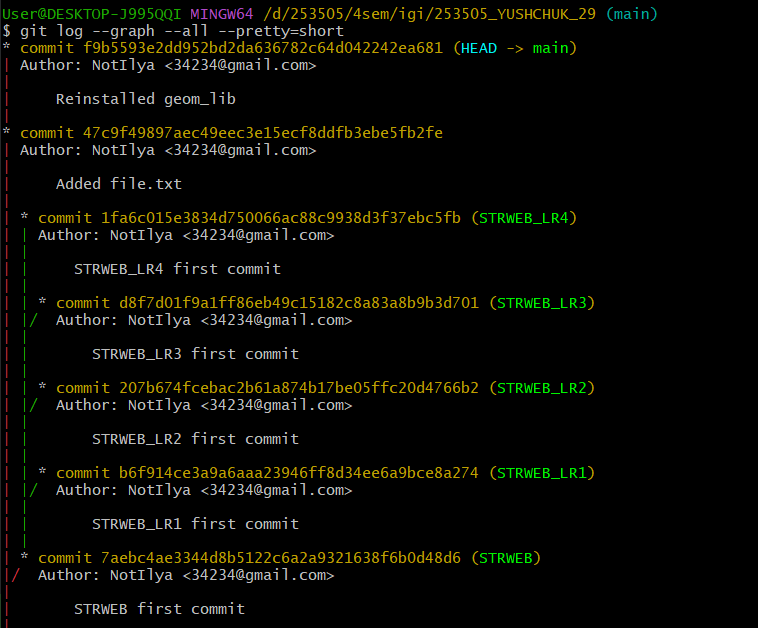 User@DESKTOP-J995QQI MINGW64 /d/253505/4sem/igi/253505_YUSHCHUK_29 (main)
$ git log --graph --all --pretty=short
* commit f9b5593e2dd952bd2da636782c64d042242ea681 (HEAD -> main)
| Author: NotIlya <34234@gmail.com>
|
|     Reinstalled geom_lib
|
* commit 47c9f49897aec49eec3e15ecf8ddfb3ebe5fb2fe
| Author: NotIlya <34234@gmail.com>
|
|     Added file.txt
|
| * commit 1fa6c015e3834d750066ac88c9938d3f37ebc5fb (STRWEB_LR4)
| | Author: NotIlya <34234@gmail.com>
| |
| |     STRWEB_LR4 first commit
| |
| | * commit d8f7d01f9a1ff86eb49c15182c8a83a8b9b3d701 (STRWEB_LR3)
| |/  Author: NotIlya <34234@gmail.com>
| |
| |       STRWEB_LR3 first commit
| |
| | * commit 207b674fcebac2b61a874b17be05ffc20d4766b2 (STRWEB_LR2)
| |/  Author: NotIlya <34234@gmail.com>
| |
| |       STRWEB_LR2 first commit
| |
| | * commit b6f914ce3a9a6aaa23946ff8d34ee6a9bce8a274 (STRWEB_LR1)
| |/  Author: NotIlya <34234@gmail.com>
| |
| |       STRWEB_LR1 first commit
| |
| * commit 7aebc4ae3344d8b5122c6a2a9321638f6b0d48d6 (STRWEB)
|/  Author: NotIlya <34234@gmail.com>
|
|       STRWEB first commit
|